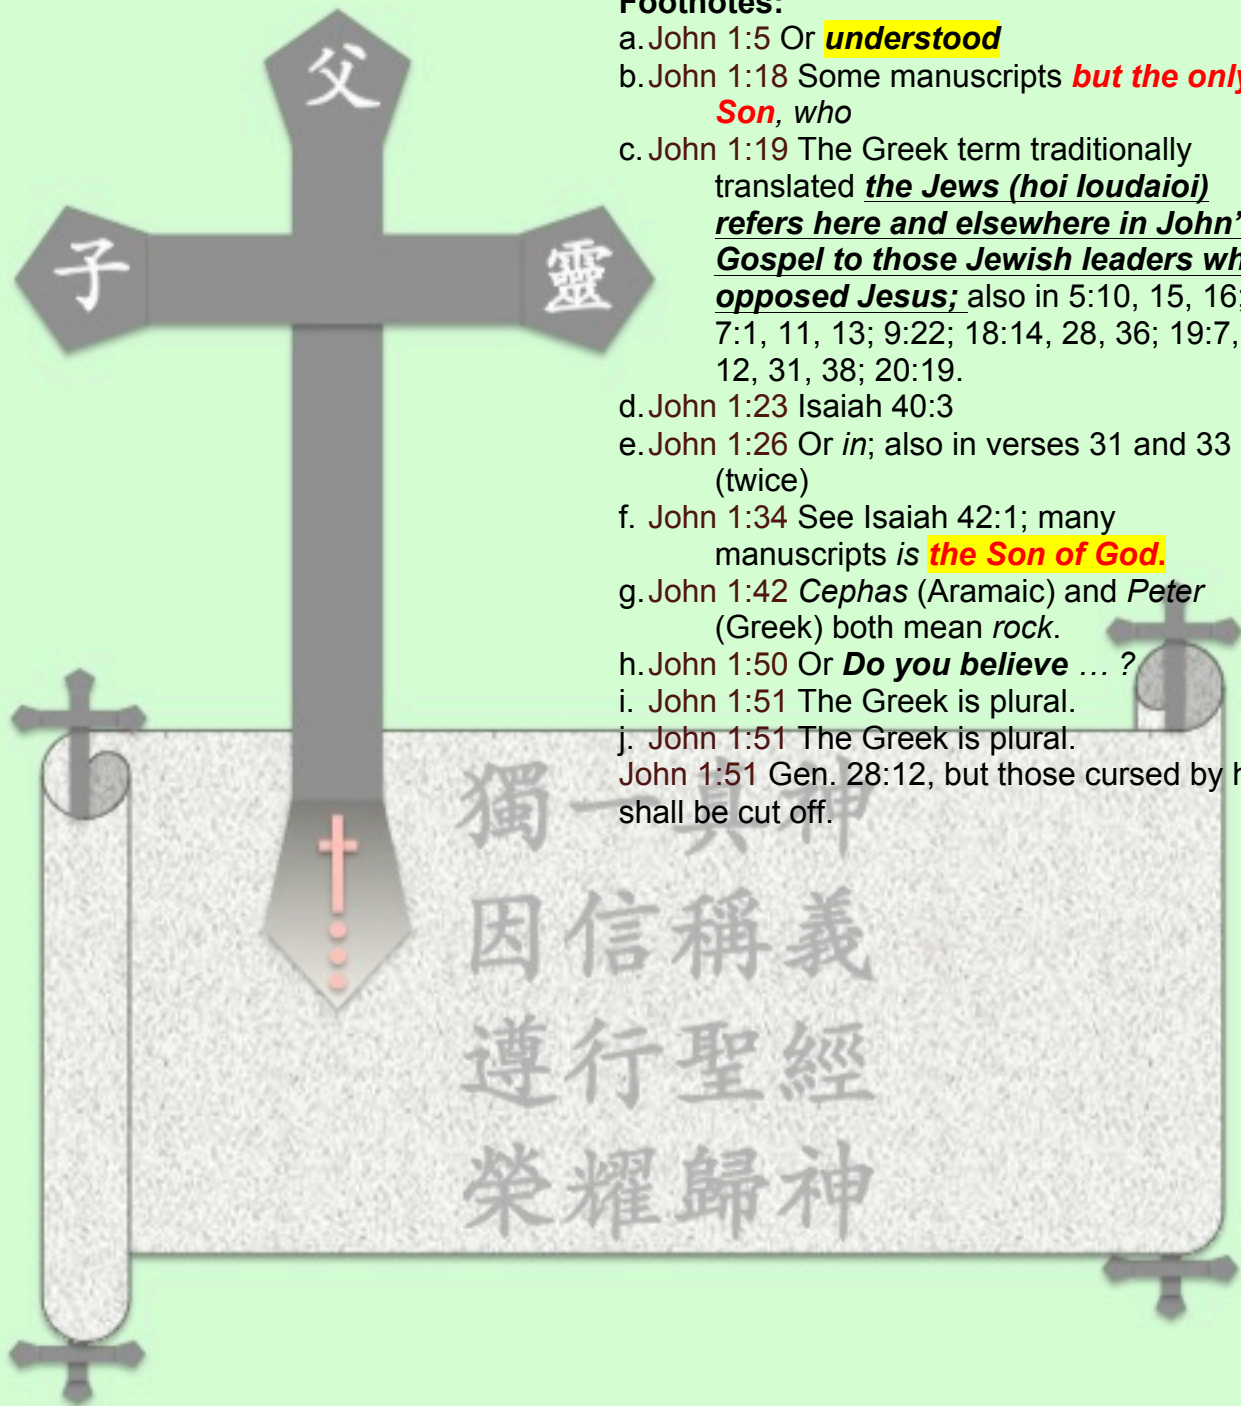 父
子 靈
Footnotes:
a. John 1:5 Or understood
b. John 1:18 Some manuscripts but the only
Son, who
c. John 1:19 The Greek term traditionally
translated the Jews (hoi Ioudaioi)
refers here and elsewhere in John’
Gospel to those Jewish leaders wh
opposed Jesus; also in 5:10, 15, 16;
7:1, 11, 13; 9:22; 18:14, 28, 36; 19:7,
12, 31, 38; 20:19.
d. John 1:23 Isaiah 40:3
e. John 1:26 Or in; also in verses 31 and 33
(twice)
f. John 1:34 See Isaiah 42:1; many
manuscripts is the Son of God.
g. John 1:42 Cephas (Aramaic) and Peter
(Greek) both mean rock.
h. John 1:50 Or Do you believe … ?
i. John 1:51 The Greek is plural.
j. John 1:51 The Greek is plural.
John 1:51 Gen. 28:12, but those cursed by h
shall be cut off.
獨一真神
因信稱義
遵行聖經
榮耀歸神